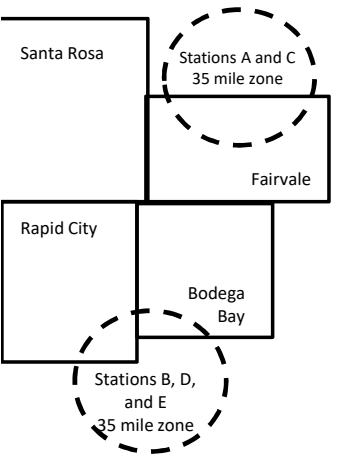 Santa Rosa
Stations A and C
35 mile zone
Fairvale
Rapid City
Bodega
Bay
Stations B, D,
and E
35 mile zone